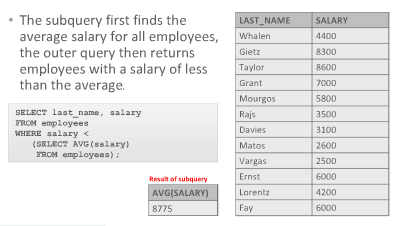 • The subquery first finds the
average salary for all employees,
the outer query then returns
employees with a salary of less
than the average.
SELECT last_name, salary
FROM employees
WHERE salary <
(SELECT AVG(salary)
FROM employees);
Result of subquery
AVG(SALARY)
8775
LAST_NAME SALARY
Whalen 4400
Gietz 8300
Taylor 8600
Grant 7000
Mourgos 5800
Rajs 3500
Davies 3100
Matos 2600
Vargas 2500
Ernst 6000
Lorentz 4200
Fay 6000